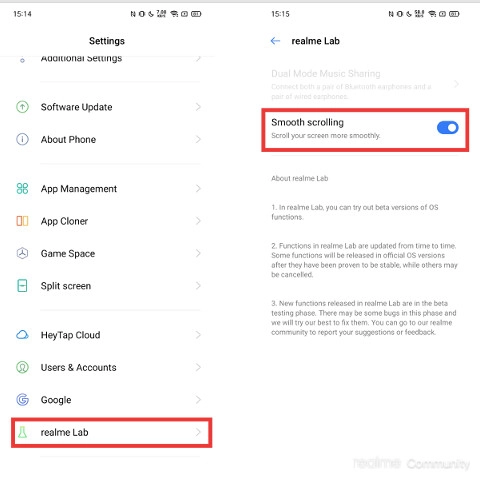 15:14
Settings
Additional Settings
Software Update
About Phone
App Management
App Cloner
Game Space
Split screen
HeyTap Cloud
Users & Accounts
Google
realme Lab
15:15
realme Lab
Dual Mode Music Sharing
Connect both a pair of Bluetooth earphones and a
pair of wired earphones.
Smooth scrolling
Scroll your screen more smoothly.
About realme Lab
1. In realme Lab, you can try out beta versions of OS
functions.
2. Functions in realme Lab are updated from time to time.
Some functions will be released in official OS versions
after they have been proven to be stable, while others may
be cancelled.
3. New functions released in realme Lab are in the beta
testing phase. There may be some bugs in this phase and
we will try our best to fix them. You can go to our realme
community to report your suggestions or feedback.
realme Community